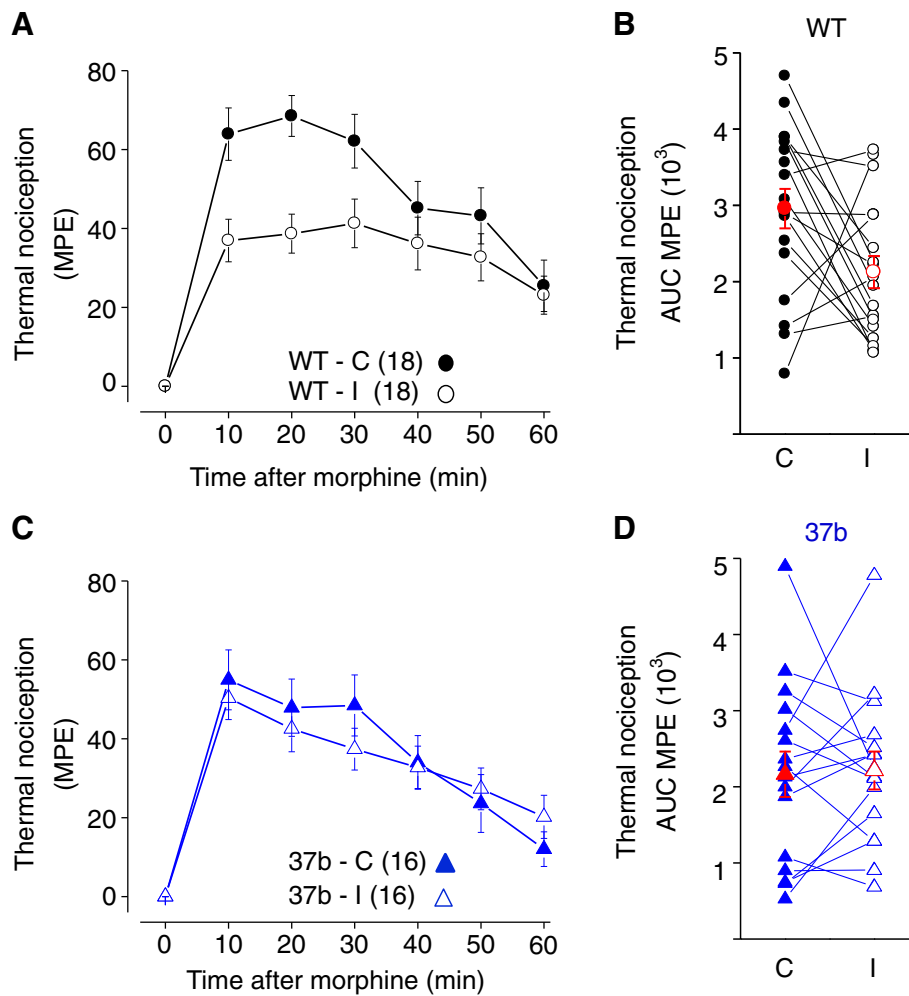 A
Thermal nociception
(MPE)
80
60
40
20
0
WT - C (18)
WT - I (18)
0 10 20 30 40 50 60
Time after morphine (min)
B
WT
Thermal nociception
AUC MPE (10³)
5
4
3
2
1
C I
C
Thermal nociception
(MPE)
80
60
40
20
0
37b - C (16)
37b - I (16)
0 10 20 30 40 50 60
Time after morphine (min)
D
37b
Thermal nociception
AUC MPE (10³)
5
4
3
2
1
C I